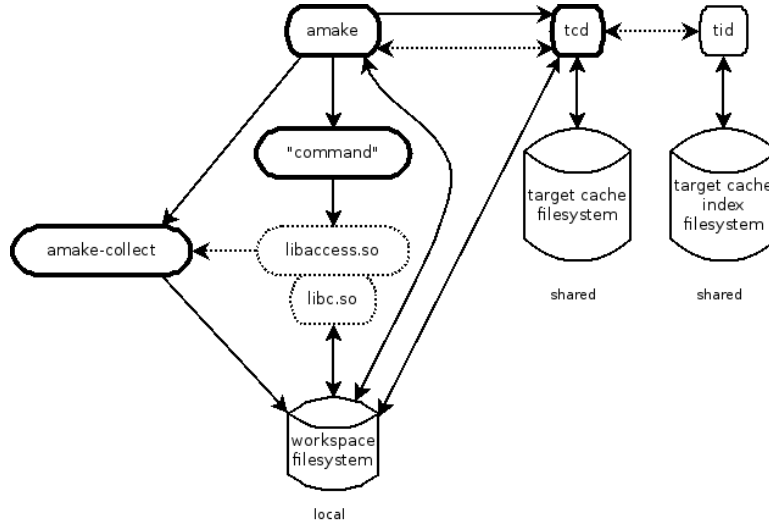 amake
tcd
tid
"command"
target cache
filesystem
target cache
index
filesystem
amake-collect
libaccess.so
libc.so
shared
shared
workspace
filesystem
local